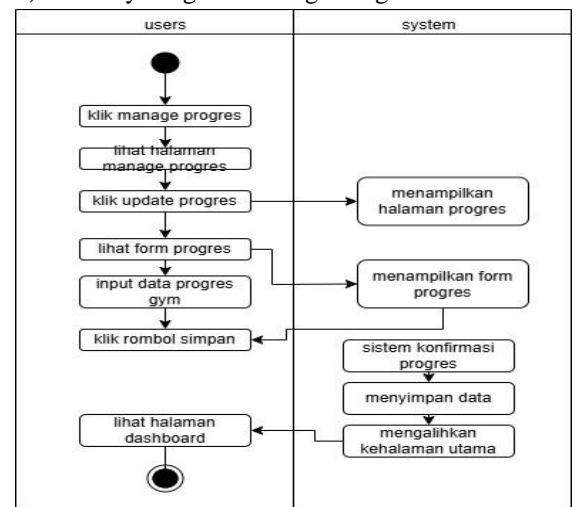 users
system
klik manage progres
lihat halaman
manage progres
klik update progres
menampilkan
halaman progres
lihat form progres
menampilkan form
progres
input data progres
gym
klik rombol simpan
sistem konfirmasi
progres
menyimpan data
mengalihkan
kehalaman utama
lihat halaman
dashboard